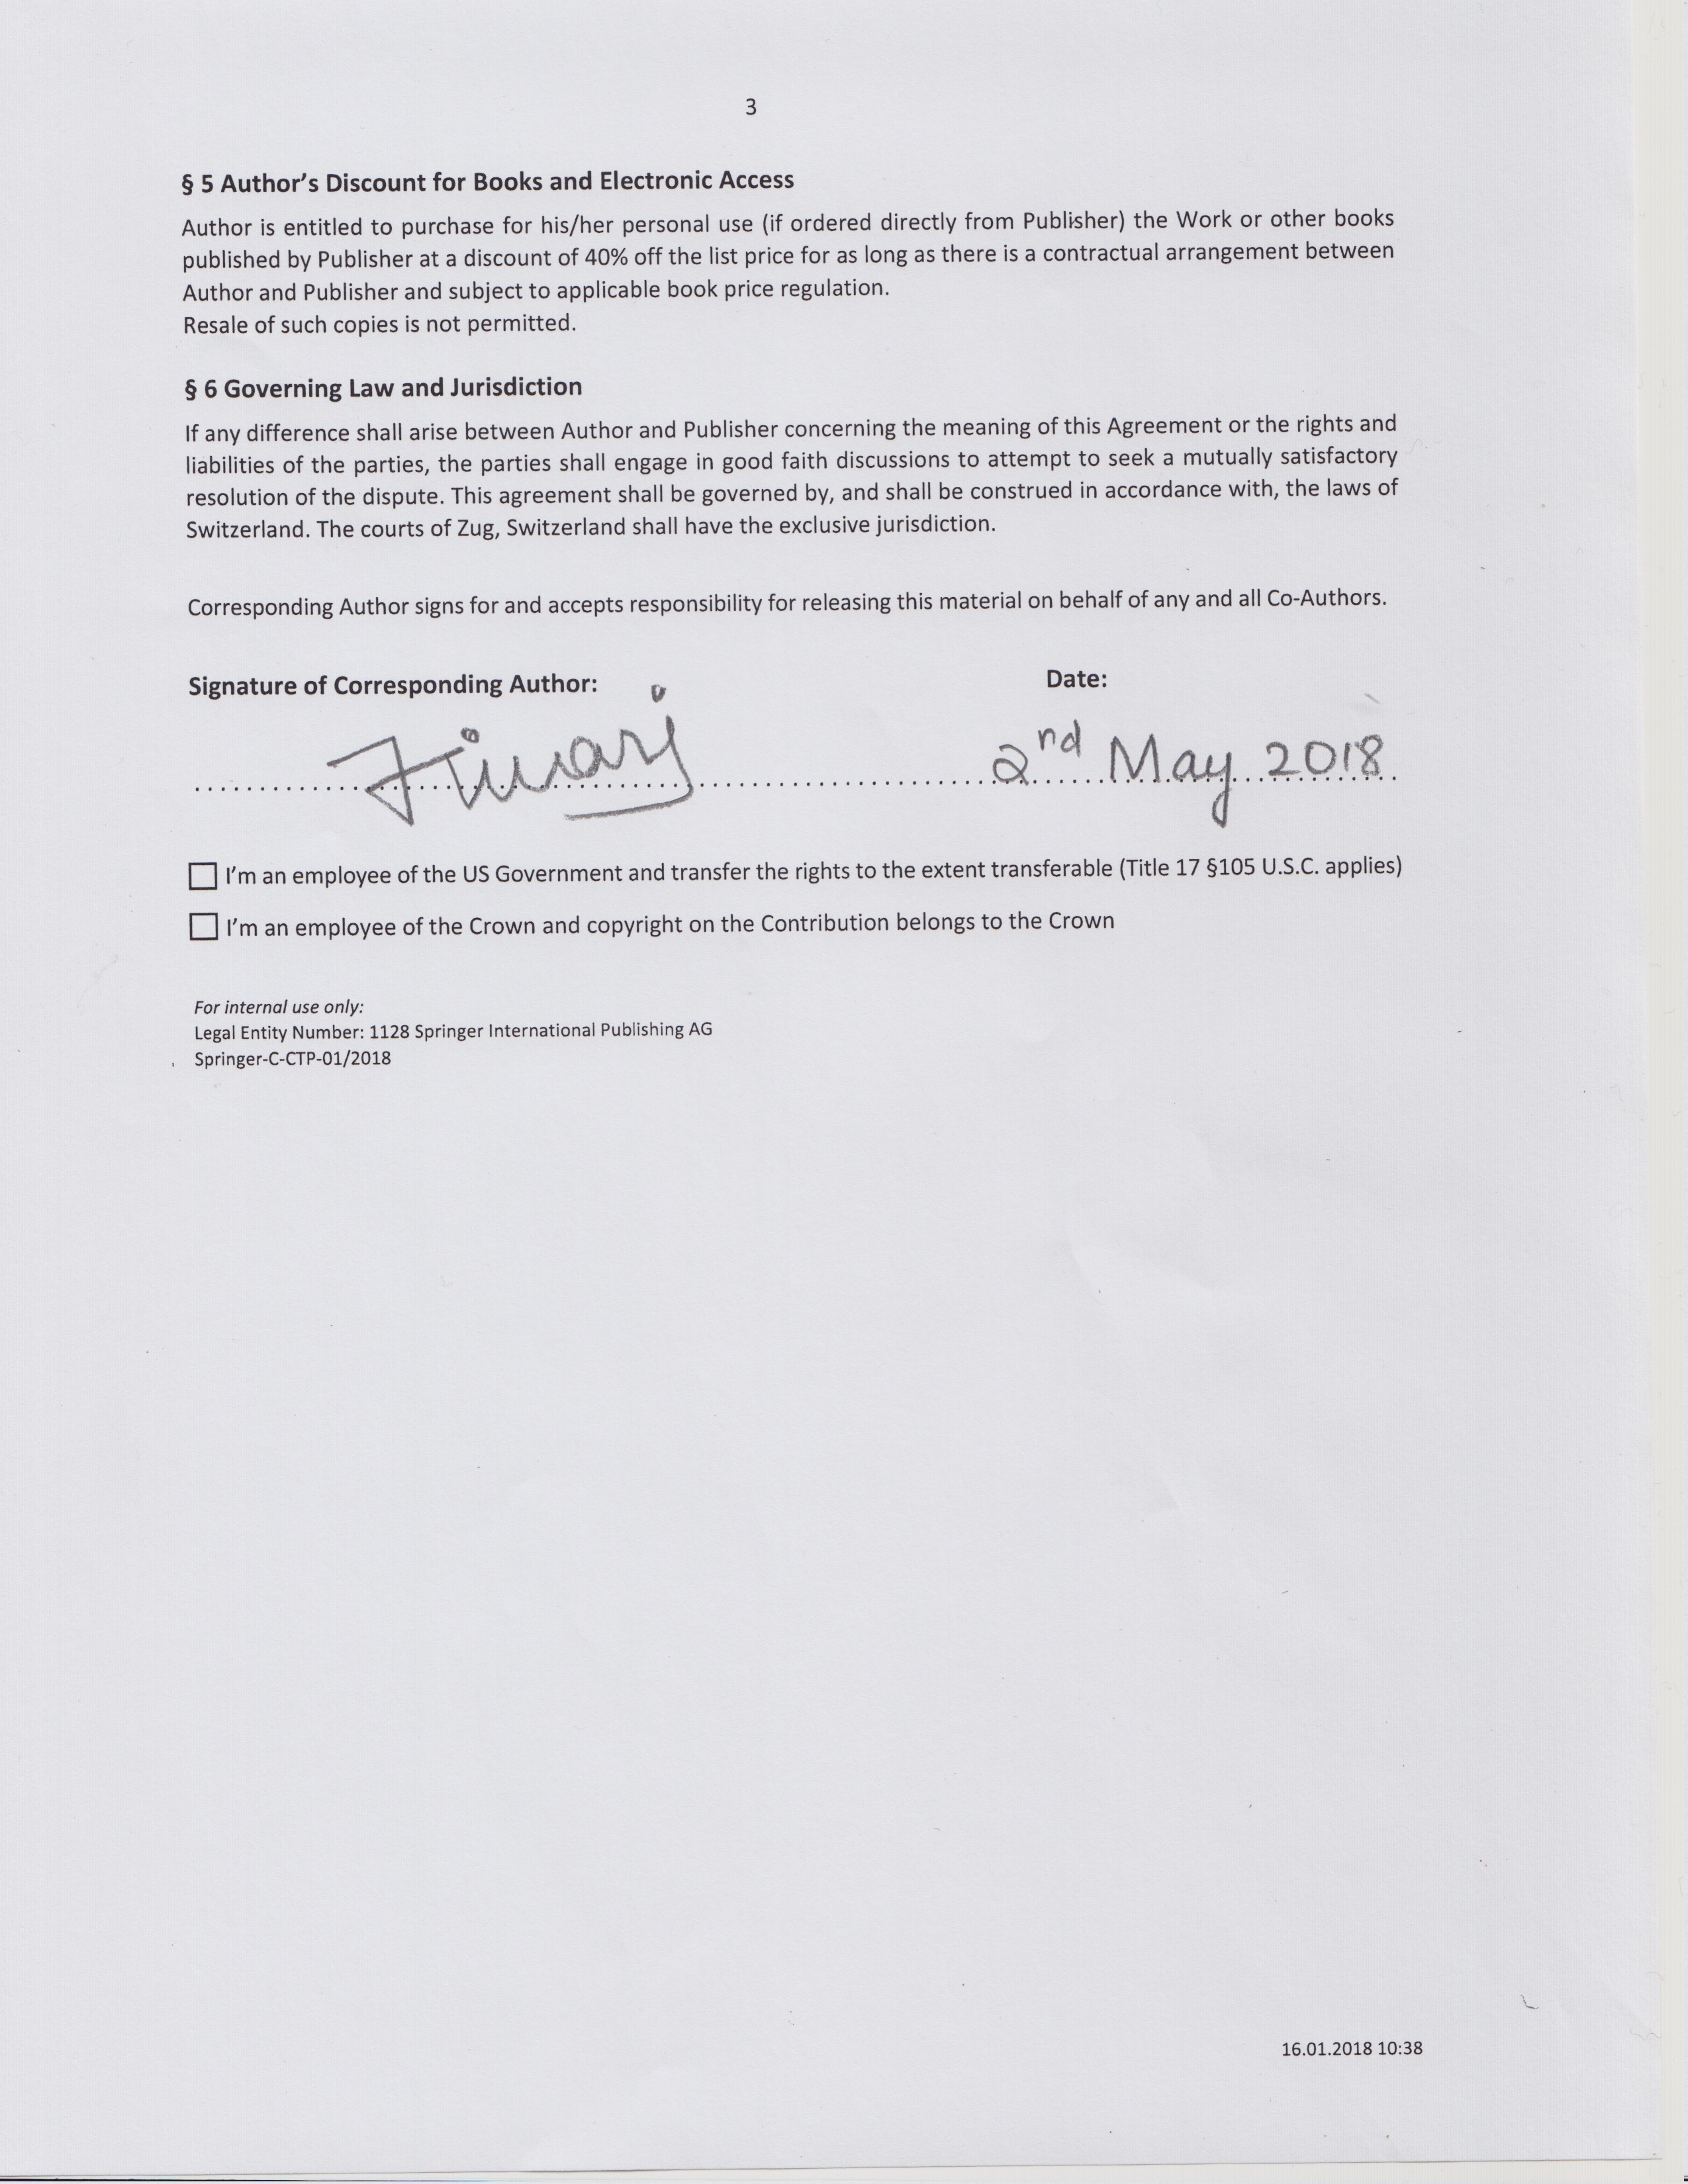 3
§ 5 Author’s Discount for Books and Electronic Access
Author is entitled to purchase for his/her personal use (if ordered directly from Publisher) the Work or other books
published by Publisher at a discount of 40% off the list price for as long as there is a contractual arrangement between
Author and Publisher and subject to applicable book price regulation.
Resale of such copies is not permitted.
§ 6 Governing Law and Jurisdiction
If any difference shall arise between Author and Publisher concerning the meaning of this Agreement or the rights and
liabilities of the parties, the parties shall engage in good faith discussions to attempt to seek a mutually satisfactory
resolution of the dispute. This agreement shall be governed by, and shall be construed in accordance with, the laws of
Switzerland. The courts of Zug, Switzerland shall have the exclusive jurisdiction.
Corresponding Author signs for and accepts responsibility for releasing this material on behalf of any and all Co-Authors.
Signature of Corresponding Author: Date:
2nd May 2018
I’m an employee of the US Government and transfer the rights to the extent transferable (Title 17 §105 U.S.C. applies)
I’m an employee of the Crown and copyright on the Contribution belongs to the Crown
For internal use only:
Legal Entity Number: 1128 Springer International Publishing AG
Springer-C-CTP-01/2018
16.01.2018 10:38